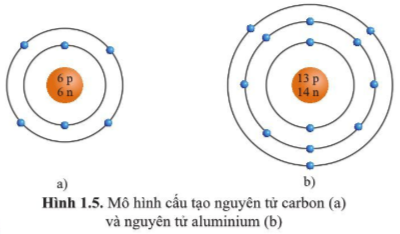 6 p
6 n
13 p
14 n
a)
b)
Hình 1.5. Mô hình cấu tạo nguyên tử carbon (a)
và nguyên tử aluminium (b)